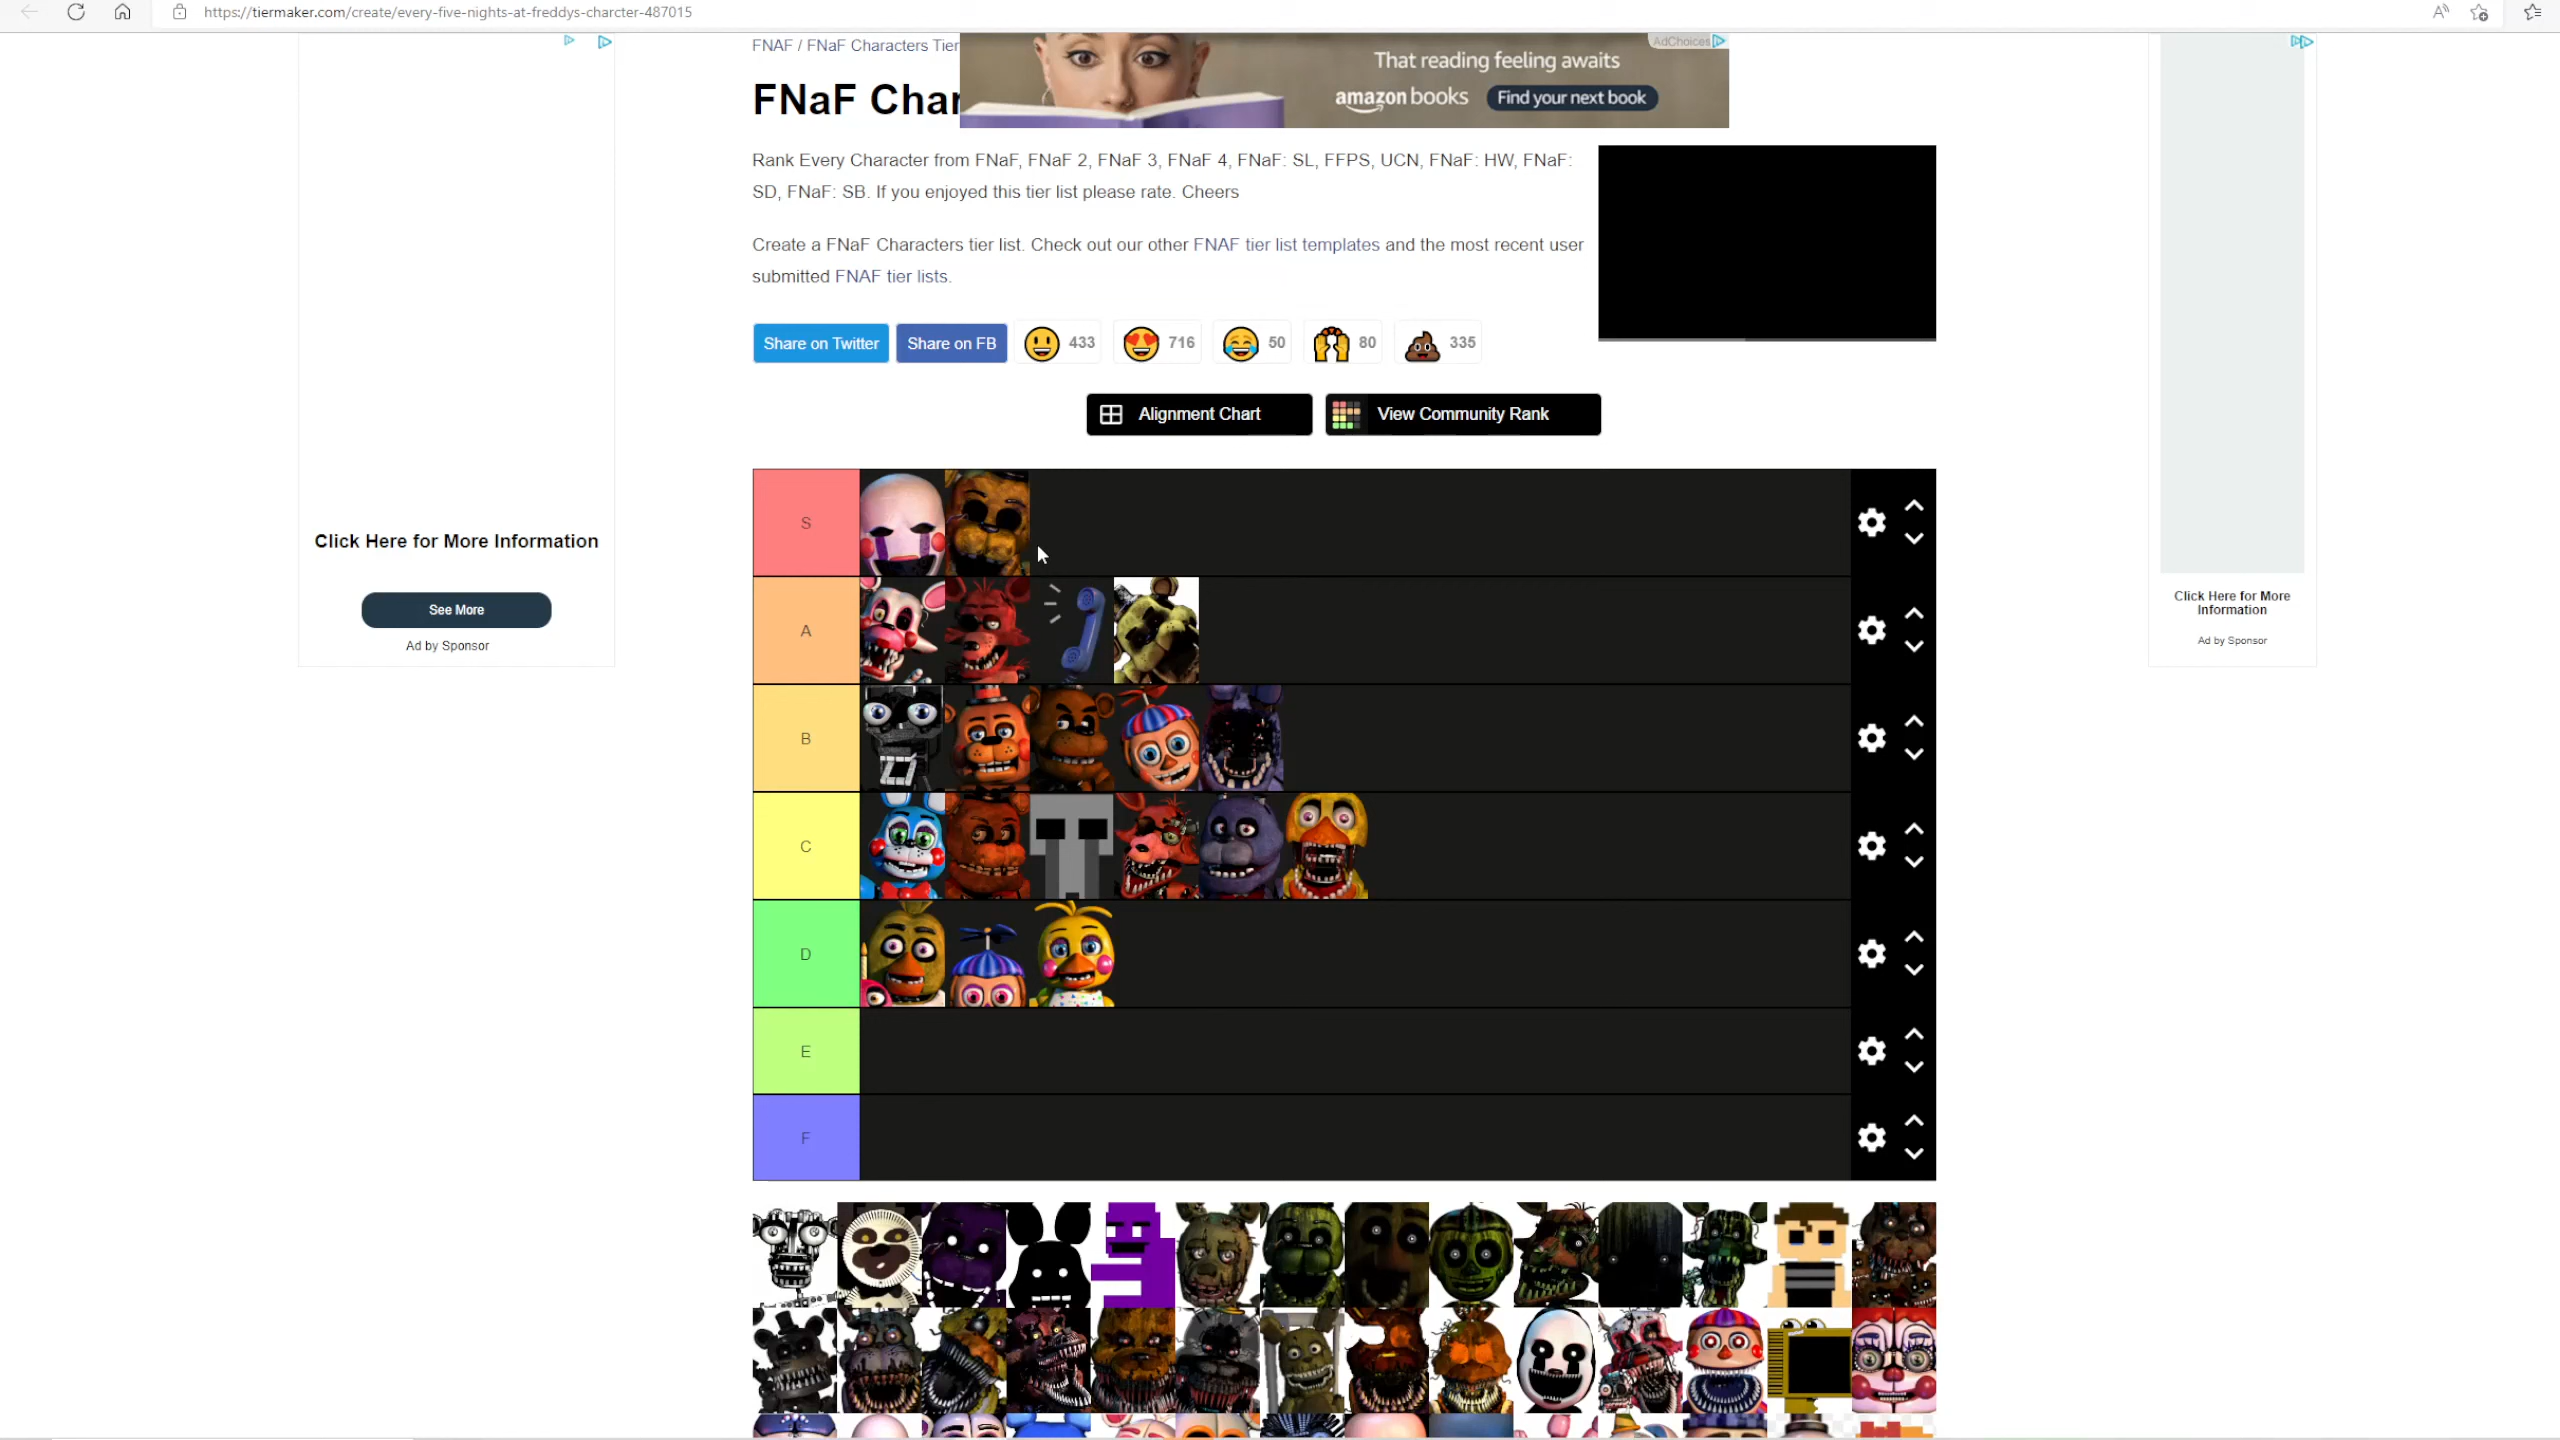 https://tiermaker.com/create/every-five-nights-at-freddys-charcter-487015
FNAF / FNaF Characters Tier
AdChoices
That reading feeling awaits
amazon books
Find your next book
FNaF Char
Rank Every Character from FNaF, FNaF 2, FNaF 3, FNaF 4, FNaF: SL, FFPS, UCN, FNaF: HW, FNaF:
SD, FNaF: SB. If you enjoyed this tier list please rate. Cheers
Create a FNaF Characters tier list. Check out our other FNAF tier list templates and the most recent user
submitted FNAF tier lists.
Share on Twitter
Share on FB
433
716
50
80
335
Alignment Chart
View Community Rank
S
A
B
C
D
E
F
Click Here for More Information
See More
Ad by Sponsor
Click Here for More
Information
Ad by Sponsor